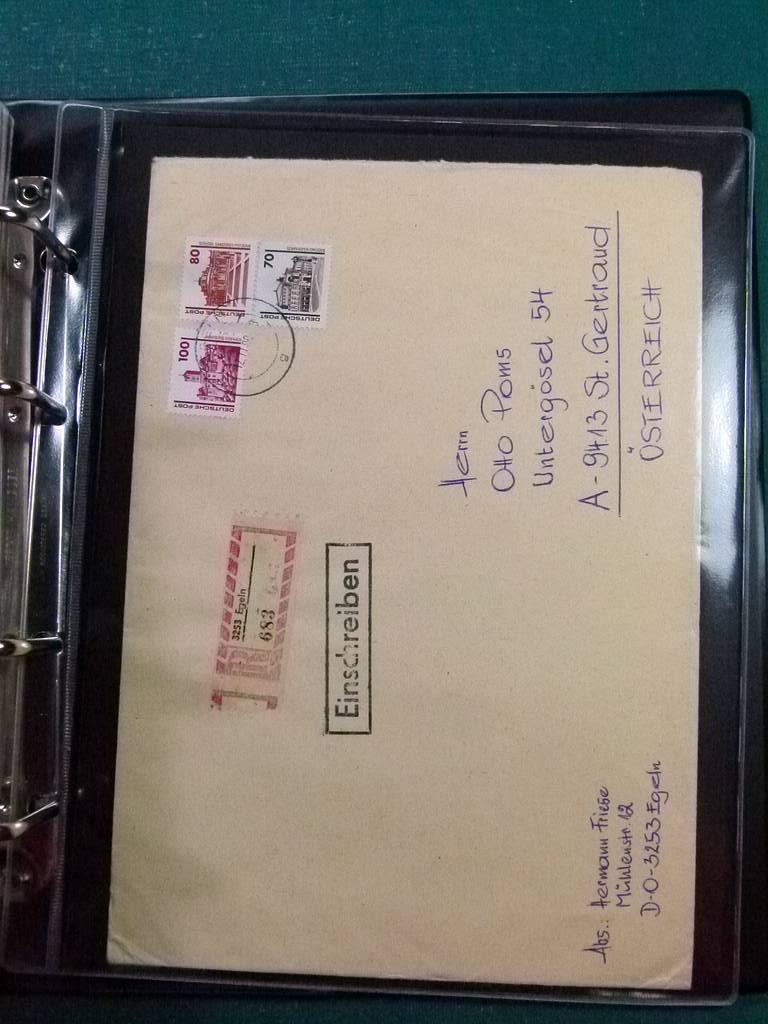 80
DEUTSCHE POST
70
DEUTSCHE POST
100
DEUTSCHE POST
B
3253 Egeln
R
683
Einschreiben
Herrn
Otto Poms
Untergösel 54
A-9413 St. Gertraud
ÖSTERREICH
Abs.: Hermann Friese
Mühlenstr. 12
D-O-3253 Egeln